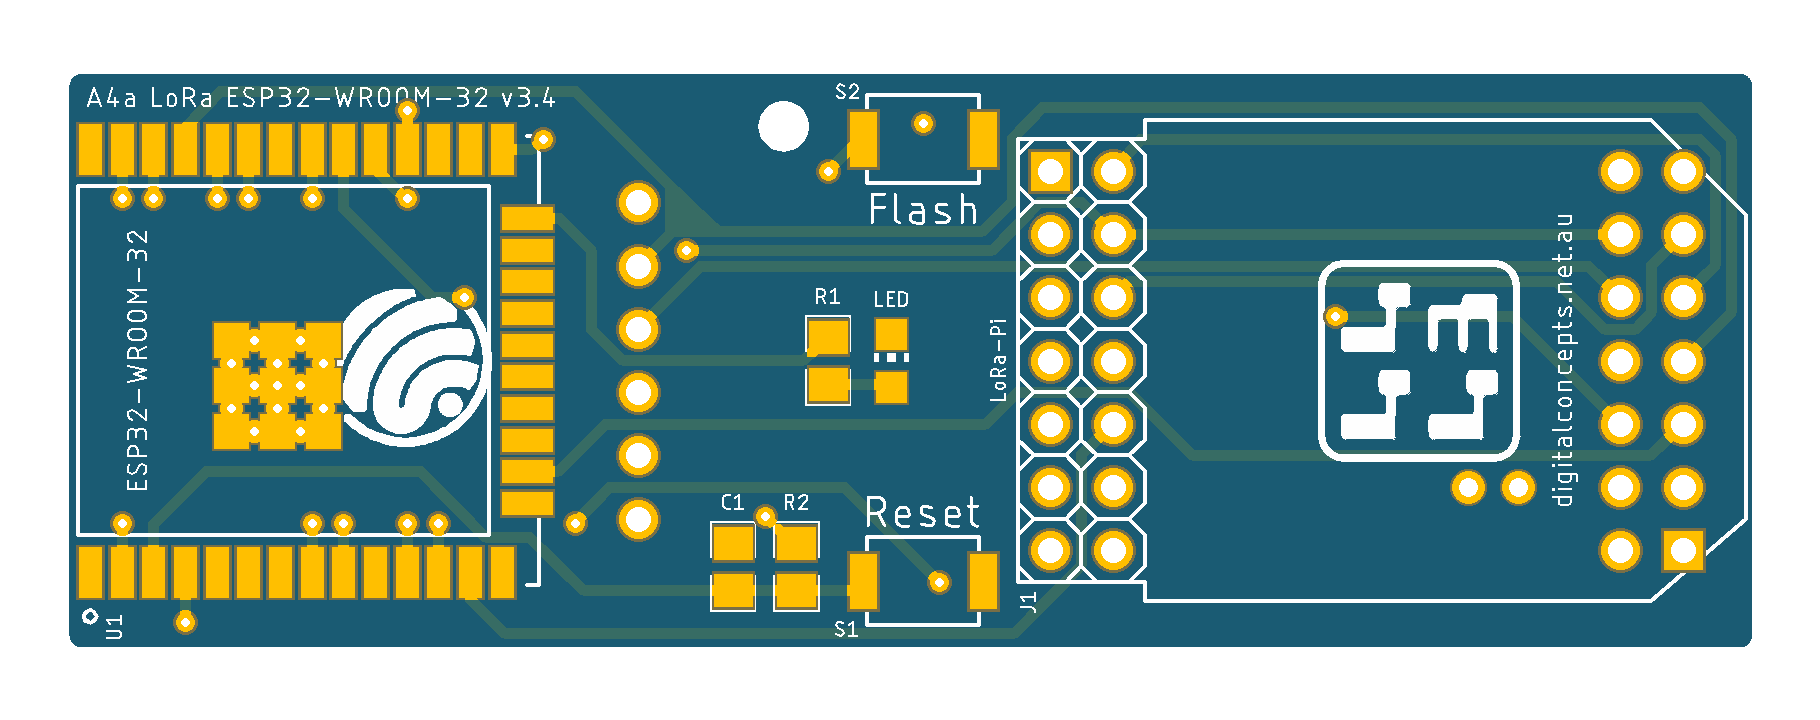 A4a LoRa ESP32-WROOM-32 v3.4
S2
Flash
ESP32-WROOM-32
R1
LED
LoRa-Pi
digitalconcepts.net.au
C1
R2
Reset
S1
J1
U1